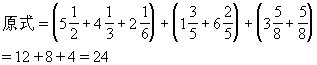 原式=(5 1/2+4 1/3+2 1/6)+(1 3/5+6 2/5)+(3 5/8+5/8)
=12+8+4=24